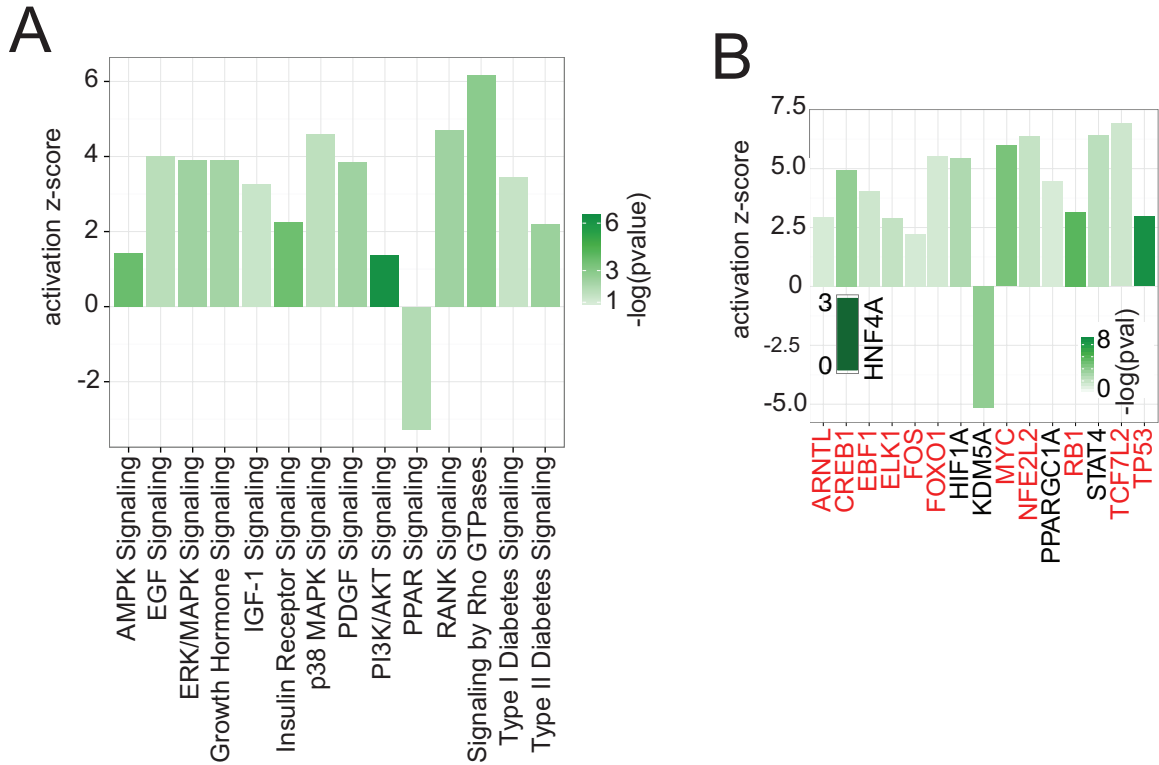 A
activation z-score
6
4
2
0
-2
AMPK Signaling
EGF Signaling
ERK/MAPK Signaling
Growth Hormone Signaling
IGF-1 Signaling
Insulin Receptor Signaling
p38 MAPK Signaling
PDGF Signaling
PI3K/AKT Signaling
PPAR Signaling
RANK Signaling
Signaling by Rho GTPases
Type I Diabetes Signaling
Type II Diabetes Signaling
6
3
1
-log(pvalue)
B
activation z-score
7.5
5.0
2.5
0
-2.5
-5.0
3
0
HNF4A
8
0
-log(pval)
ARNTL
CREB1
EBF1
ELK1
FOS
FOXO1
HIF1A
KDM5A
MYC
NFE2L2
PPARGC1A
RB1
STAT4
TCF7L2
TP53